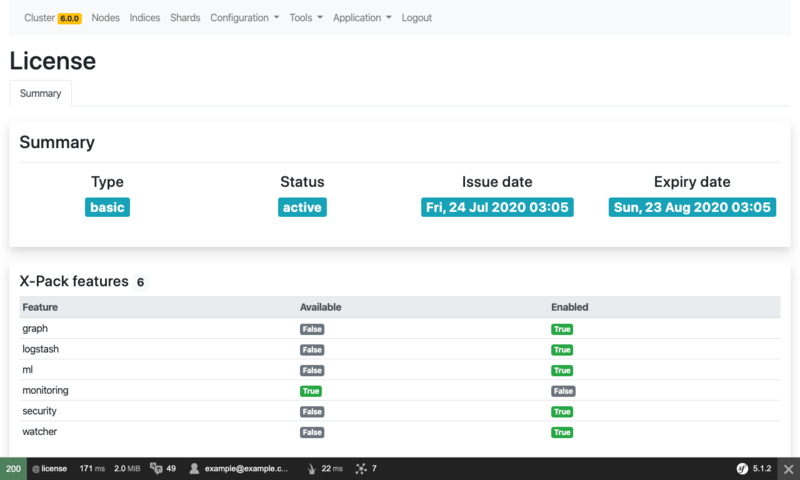 Cluster 6.0.0 Nodes Indices Shards Configuration Tools Application Logout
License
Summary
Summary
Type Status Issue date Expiry date
basic active Fri, 24 Jul 2020 03:05 Sun, 23 Aug 2020 03:05
X-Pack features 6
Feature Available Enabled
graph False True
logstash False True
ml False True
monitoring True False
security False True
watcher False True
200 @ license 171 ms 2.0 MiB 49 example@example.c... 22 ms 7 sf 5.1.2